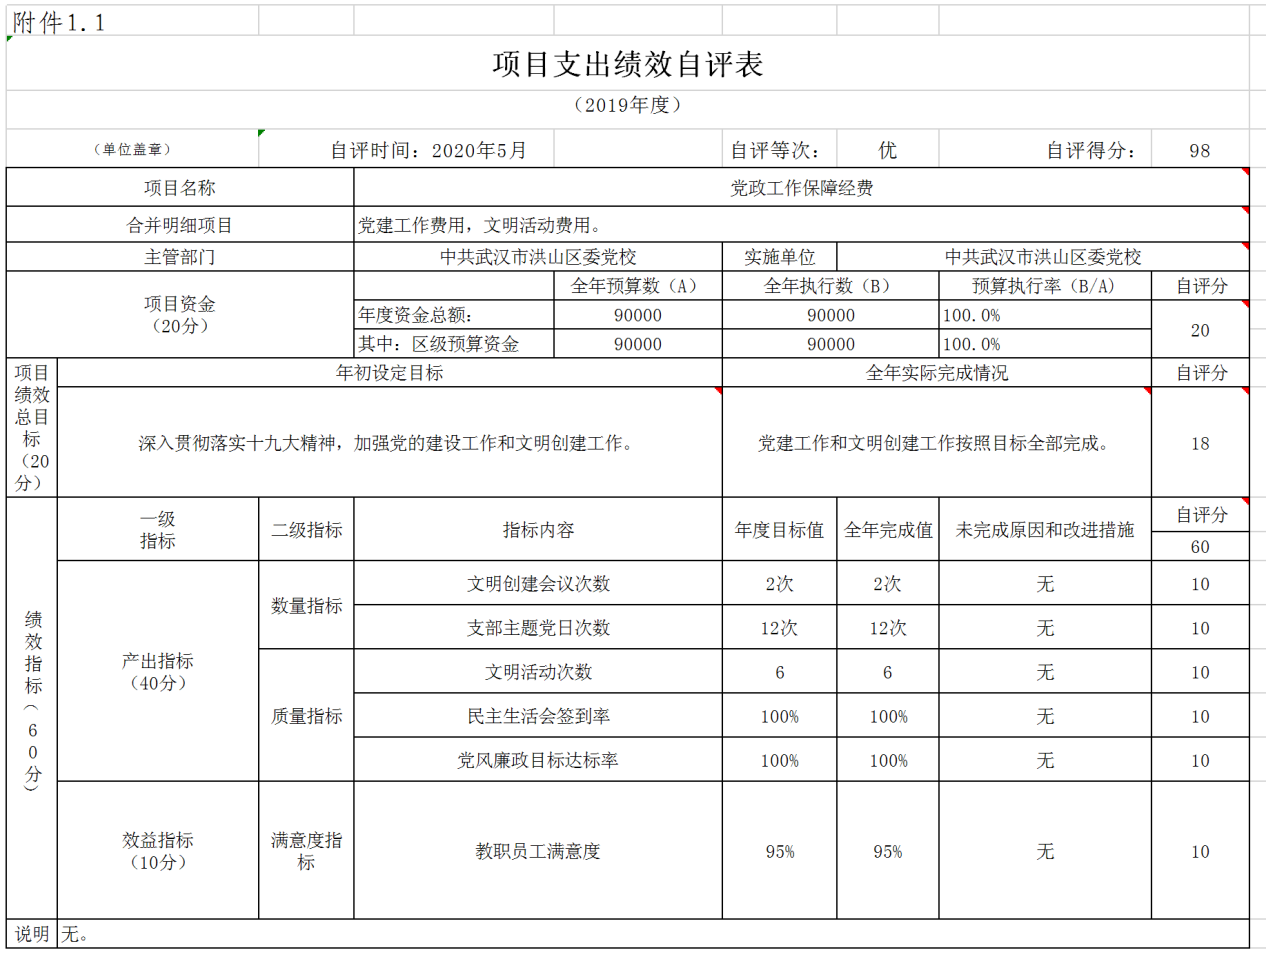 附件1.1
项目支出绩效自评表
（2019年度）
（单位盖章） 自评时间：2020年5月 自评等次： 优 自评得分： 98
项目名称 党政工作保障经费
合并明细项目 党建工作费用，文明活动费用。
主管部门 中共武汉市洪山区委党校 实施单位 中共武汉市洪山区委党校
项目资金
（20分）
全年预算数（A） 全年执行数（B） 预算执行率（B/A） 自评分
年度资金总额： 90000 90000 100.0% 20
其中：区级预算资金 90000 90000 100.0%
项目
绩效
总目
标
（20
分）
年初设定目标 全年实际完成情况 自评分
深入贯彻落实十九大精神，加强党的建设工作和文明创建工作。 党建工作和文明创建工作按照目标全部完成。 18
绩效指标（60分）
一级
指标
二级指标 指标内容 年度目标值 全年完成值 未完成原因和改进措施 自评分
60
产出指标
（40分）
数量指标 文明创建会议次数 2次 2次 无 10
支部主题党日次数 12次 12次 无 10
质量指标 文明活动次数 6 6 无 10
民主生活会签到率 100% 100% 无 10
党风廉政目标达标率 100% 100% 无 10
效益指标
（10分）
满意度指
标
教职员工满意度 95% 95% 无 10
说明 无。